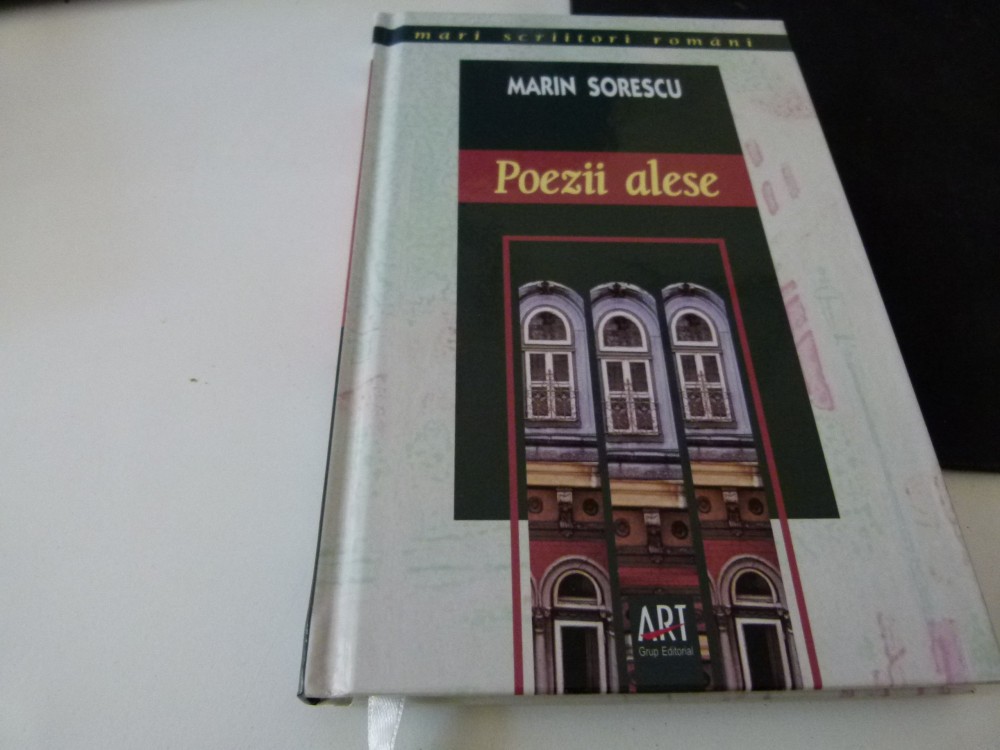 mari scriitori români
MARIN SORESCU
Poezii alese
ART
Grup Editorial